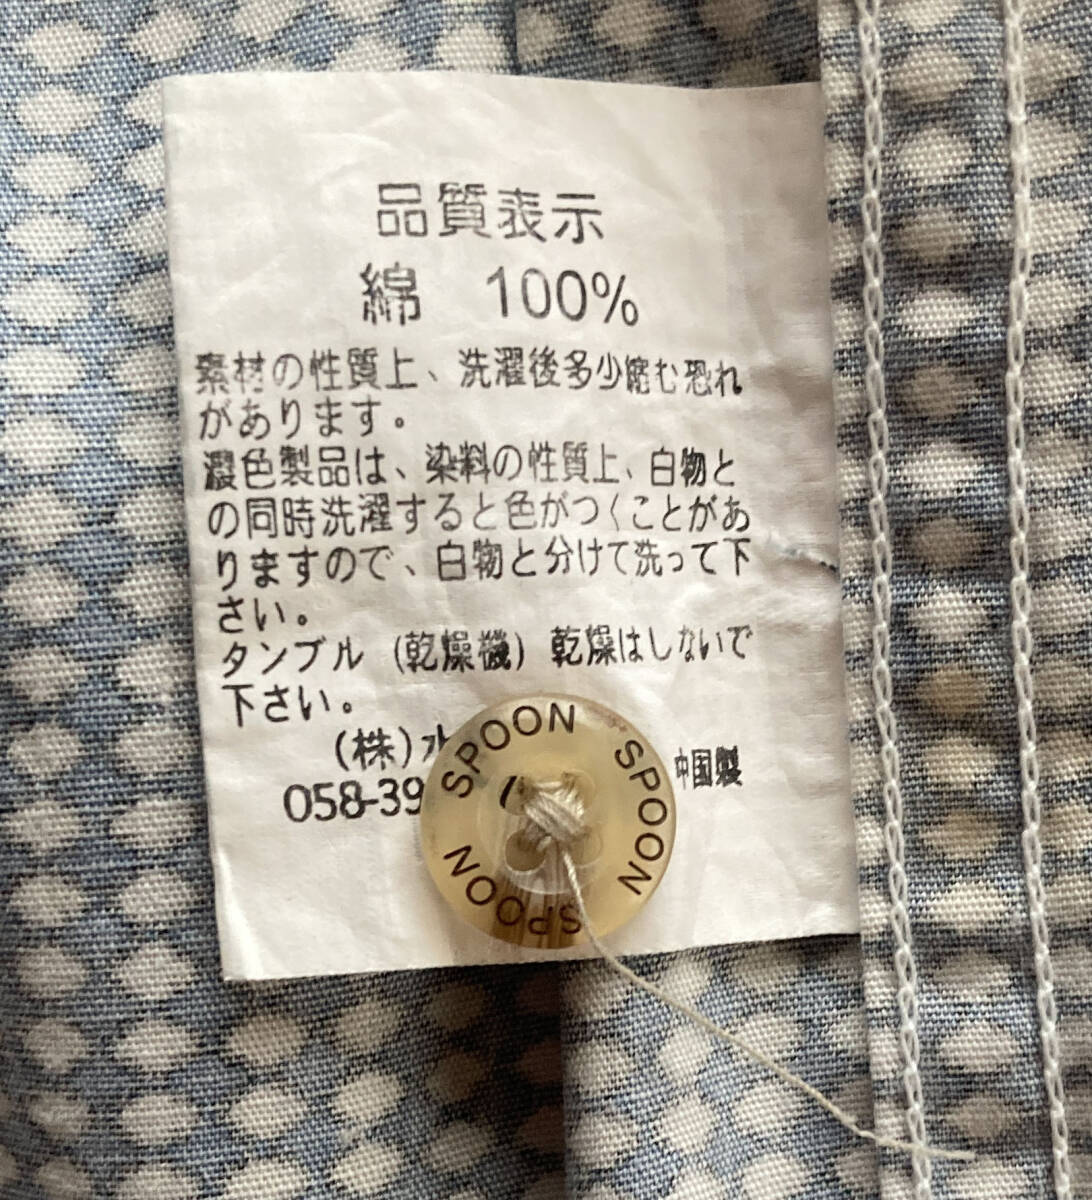 品質表示
綿 100%
素材の性質上、洗濯後多少縮む恐れ
があります。
濃色製品は、染料の性質上、白物と
の同時洗濯すると色がつくことがあ
りますので、白物と分けて洗って下
さい。
タンブル (乾燥機) 乾燥はしないで
下さい。
(株)水
中国製
058-39
SPOON SPOON SPOON